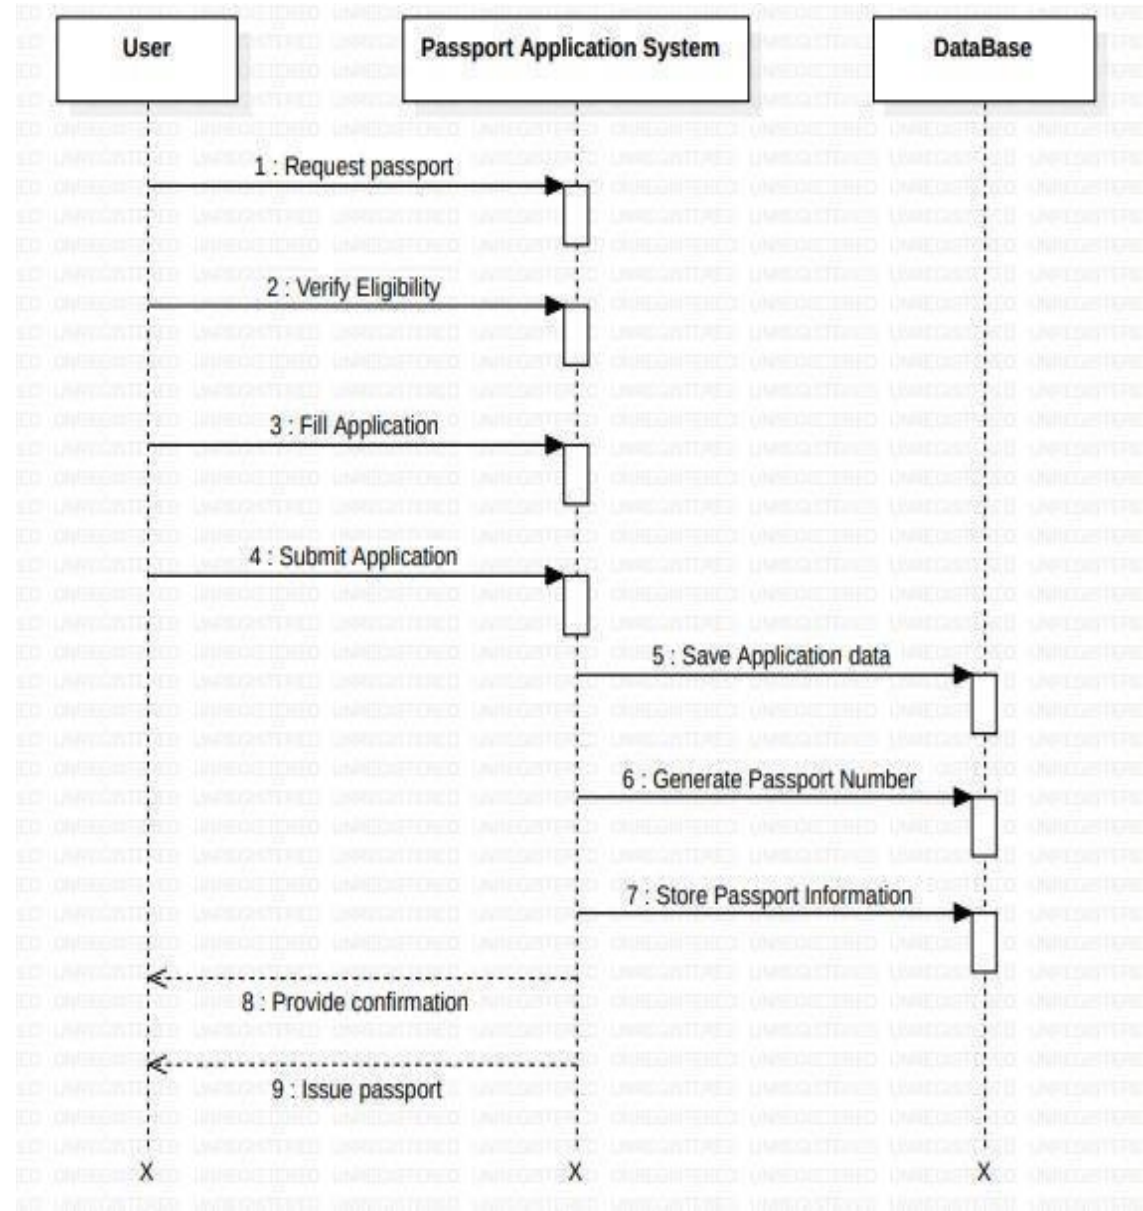 User
Passport Application System
DataBase
1 : Request passport
2 : Verify Eligibility
3 : Fill Application
4 : Submit Application
5 : Save Application data
6 : Generate Passport Number
7 : Store Passport Information
8 : Provide confirmation
9 : Issue passport
X
X
X